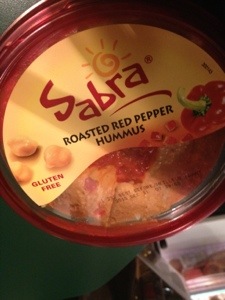 Sabra®
ROASTED RED PEPPER
HUMMUS
GLUTEN
FREE